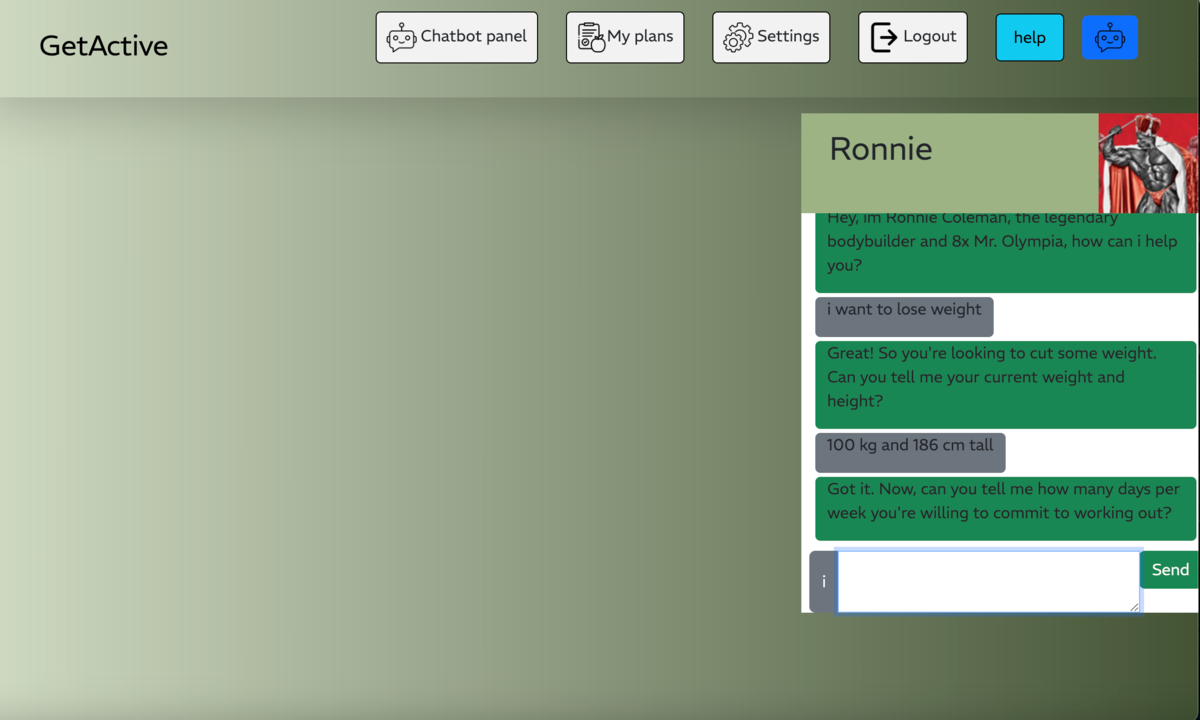 GetActive
Chatbot panel
My plans
Settings
Logout
help
Ronnie
Hey, im Ronnie Coleman, the legendary
bodybuilder and 8x Mr. Olympia, how can i help
you?
i want to lose weight
Great! So you're looking to cut some weight.
Can you tell me your current weight and
height?
100 kg and 186 cm tall
Got it. Now, can you tell me how many days per
week you're willing to commit to working out?
i
Send